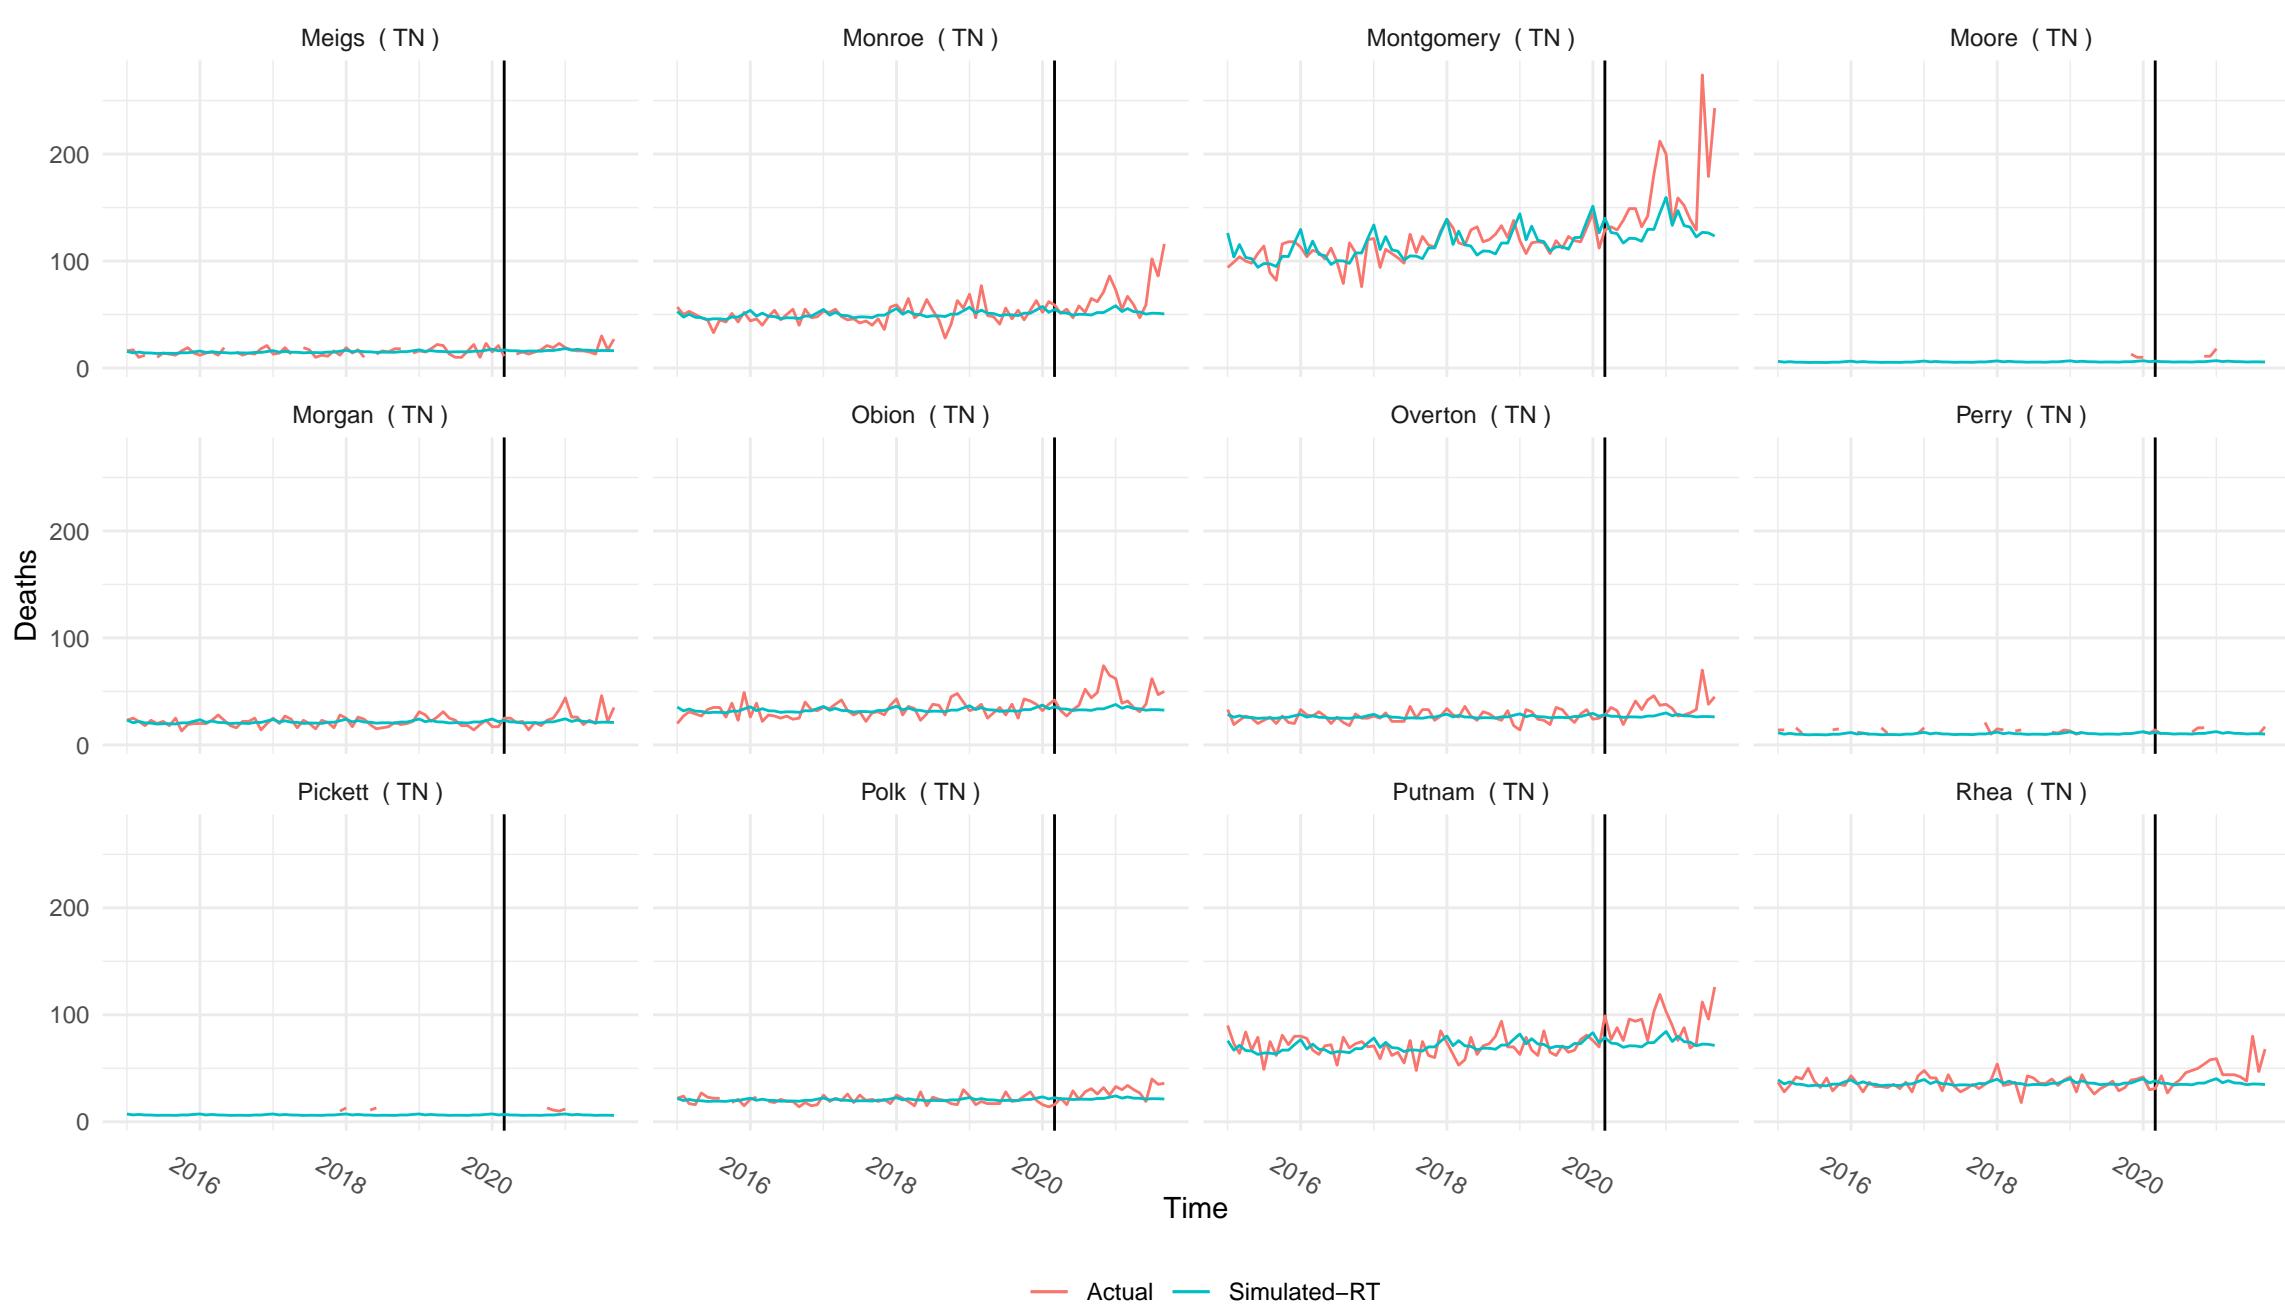 Meigs ( TN )
Monroe ( TN )
Montgomery ( TN )
Moore ( TN )
200
100
0
Morgan ( TN )
Obion ( TN )
Overton ( TN )
Perry ( TN )
200
100
0
Pickett ( TN )
Polk ( TN )
Putnam ( TN )
Rhea ( TN )
200
100
0
Deaths
2016 2018 2020 2016 2018 2020 2016 2018 2020 2016 2018 2020
Time
Actual Simulated−RT